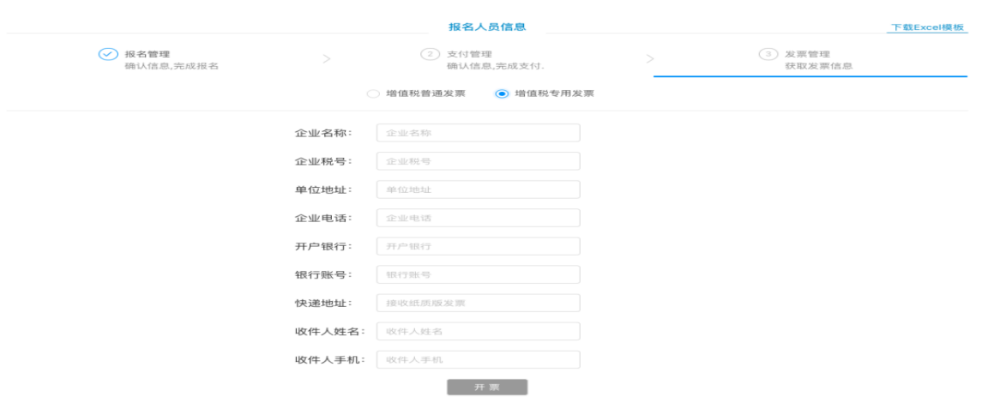 报名人员信息
下载Excel模板
报名管理
确认信息,完成报名
>
2 支付管理
确认信息,完成支付.
>
3 发票管理
获取发票信息
增值税普通发票 增值税专用发票
企业名称: 企业名称
企业税号: 企业税号
单位地址: 单位地址
企业电话: 企业电话
开户银行: 开户银行
银行账号: 银行账号
快递地址: 接收纸质版发票
收件人姓名: 收件人姓名
收件人手机: 收件人手机
开 票